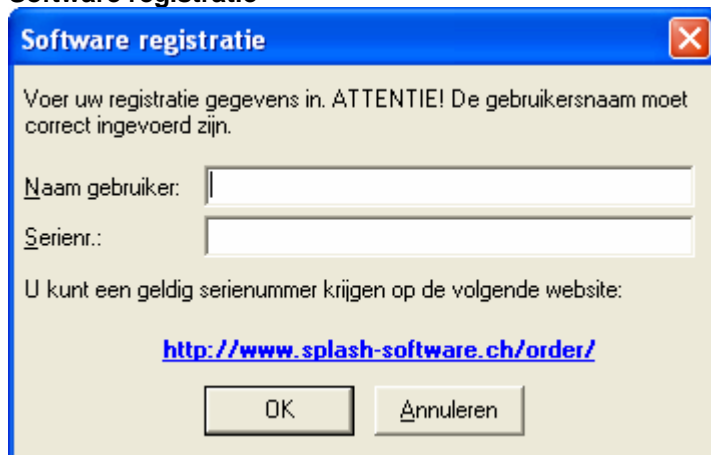 Software registratie
Software registratie
Voer uw registratie gegevens in. ATTENTIE! De gebruikersnaam moet
correct ingevoerd zijn.
Naam gebruiker:
Serienr.:
U kunt een geldig serienummer krijgen op de volgende website:
http://www.splash-software.ch/order/
OK Annuleren